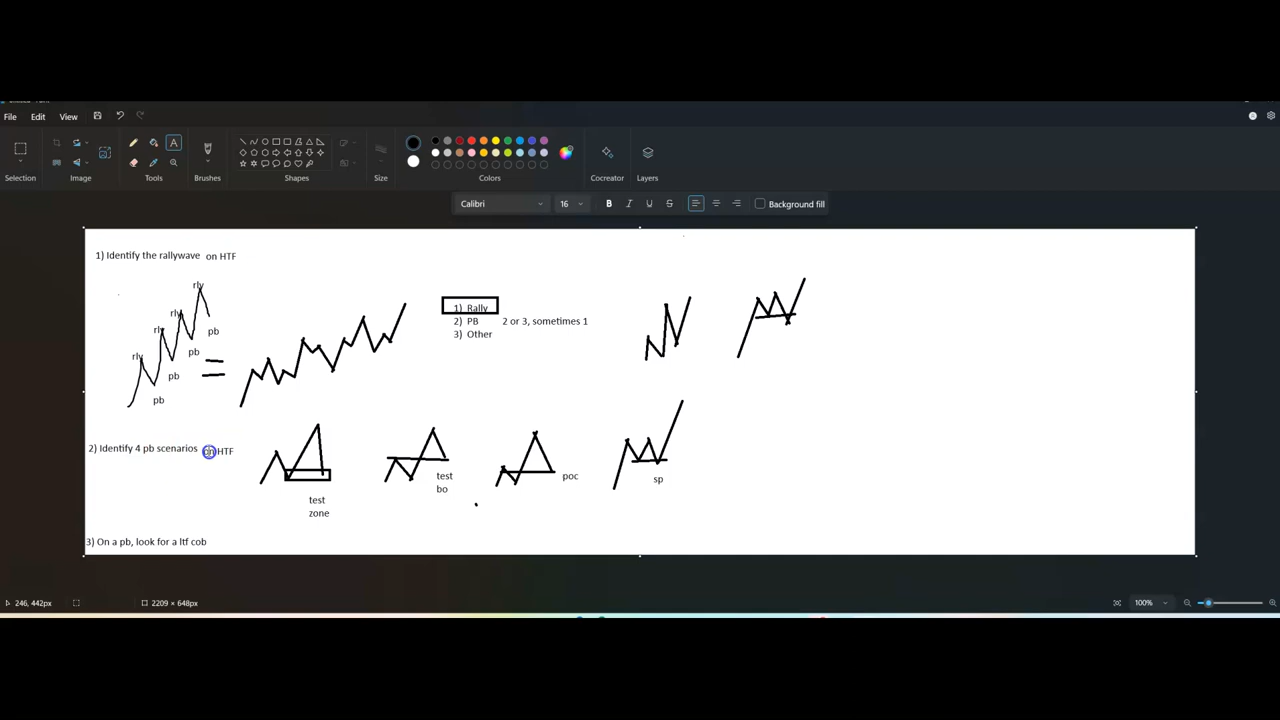 File Edit View
Selection Image Tools Brushes Shapes Size Colors Cocreator Layers
Calibri 16 B I U S Background fill
1) Identify the rallywave on HTF
rly
rly
rly
rly
pb
pb
pb
pb
1) Rally
2) PB 2 or 3, sometimes 1
3) Other
2) Identify 4 pb scenarios on HTF
test
zone
test
bo
poc
sp
3) On a pb, look for a ltf cob
246, 442px 2209 × 648px 100%